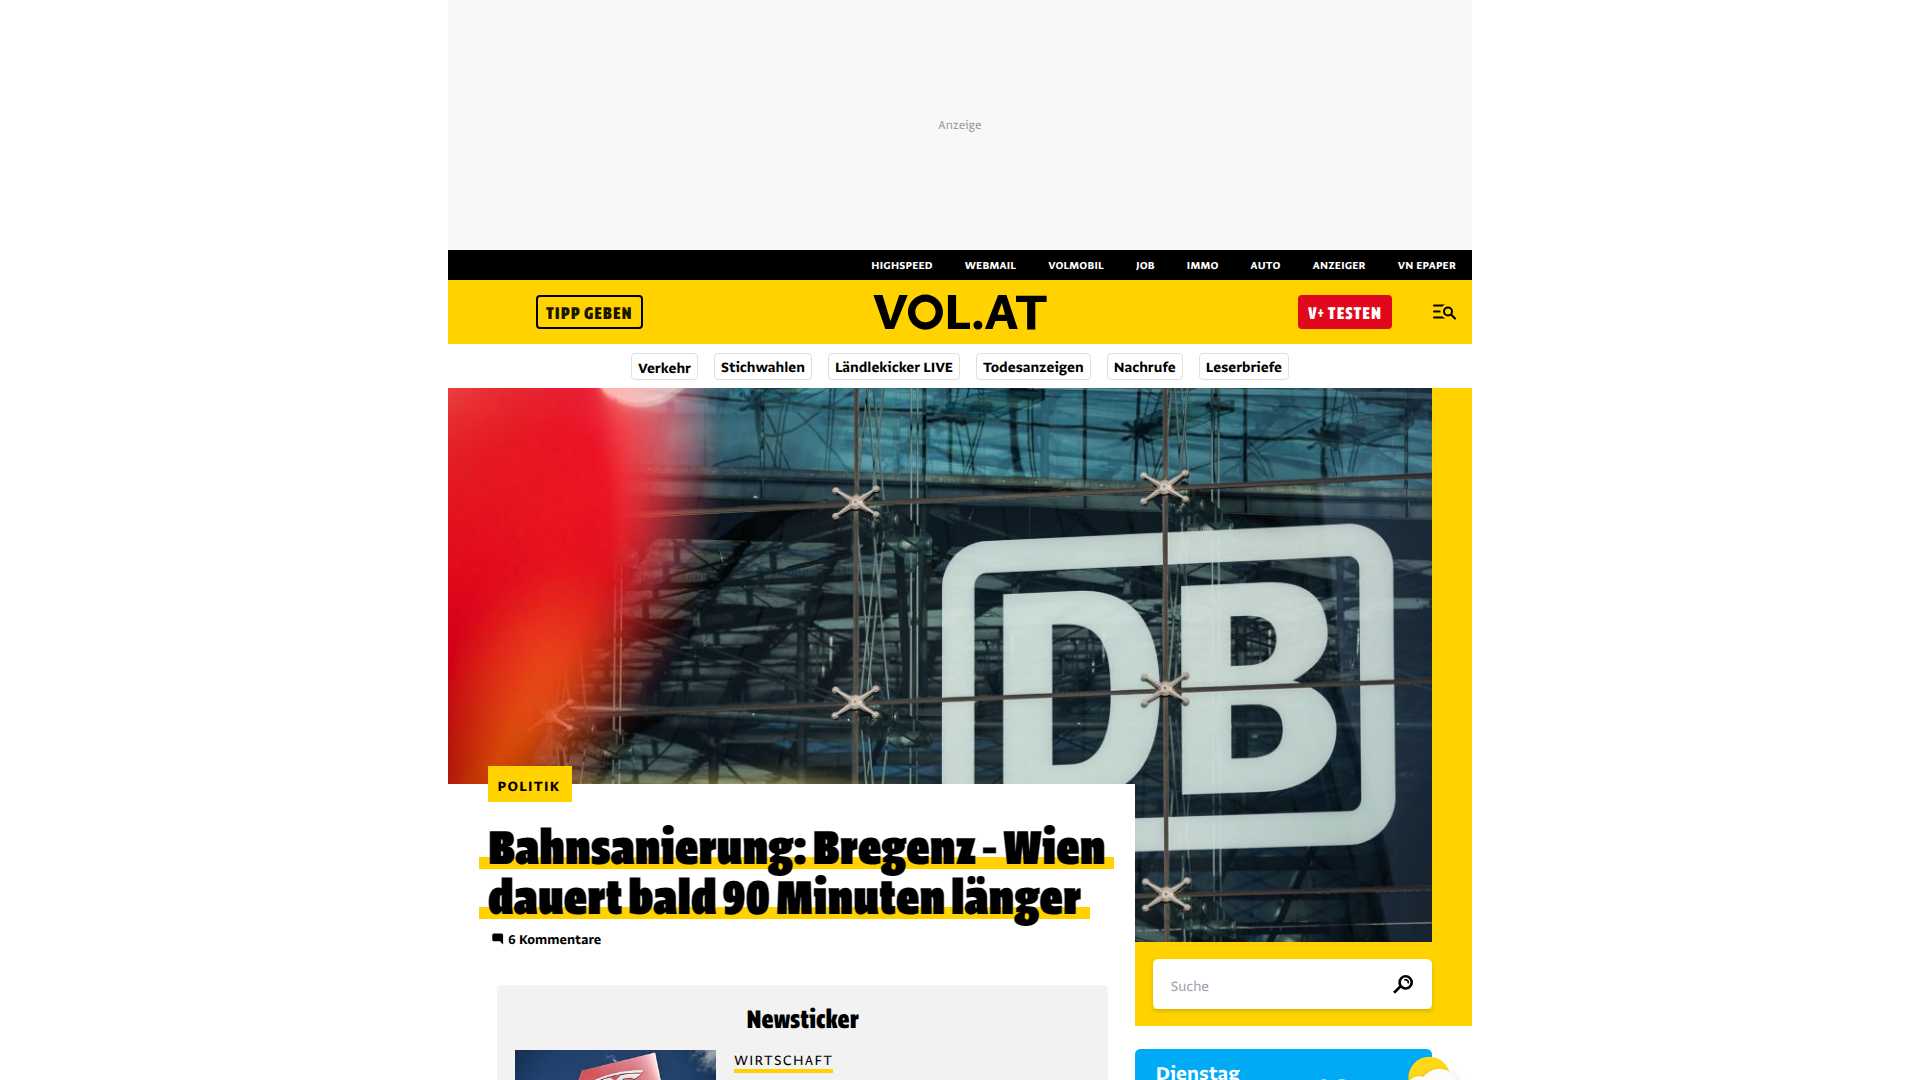 Anzeige
HIGHSPEED WEBMAIL VOLMOBIL JOB IMMO AUTO ANZEIGER VN EPAPER
TIPP GEBEN VOL.AT V+ TESTEN
Verkehr Stichwahlen Ländlekicker LIVE Todesanzeigen Nachrufe Leserbriefe
DB
POLITIK
Bahnsanierung: Bregenz - Wien
dauert bald 90 Minuten länger
6 Kommentare
Suche
Newsticker
WIRTSCHAFT
Dienstag